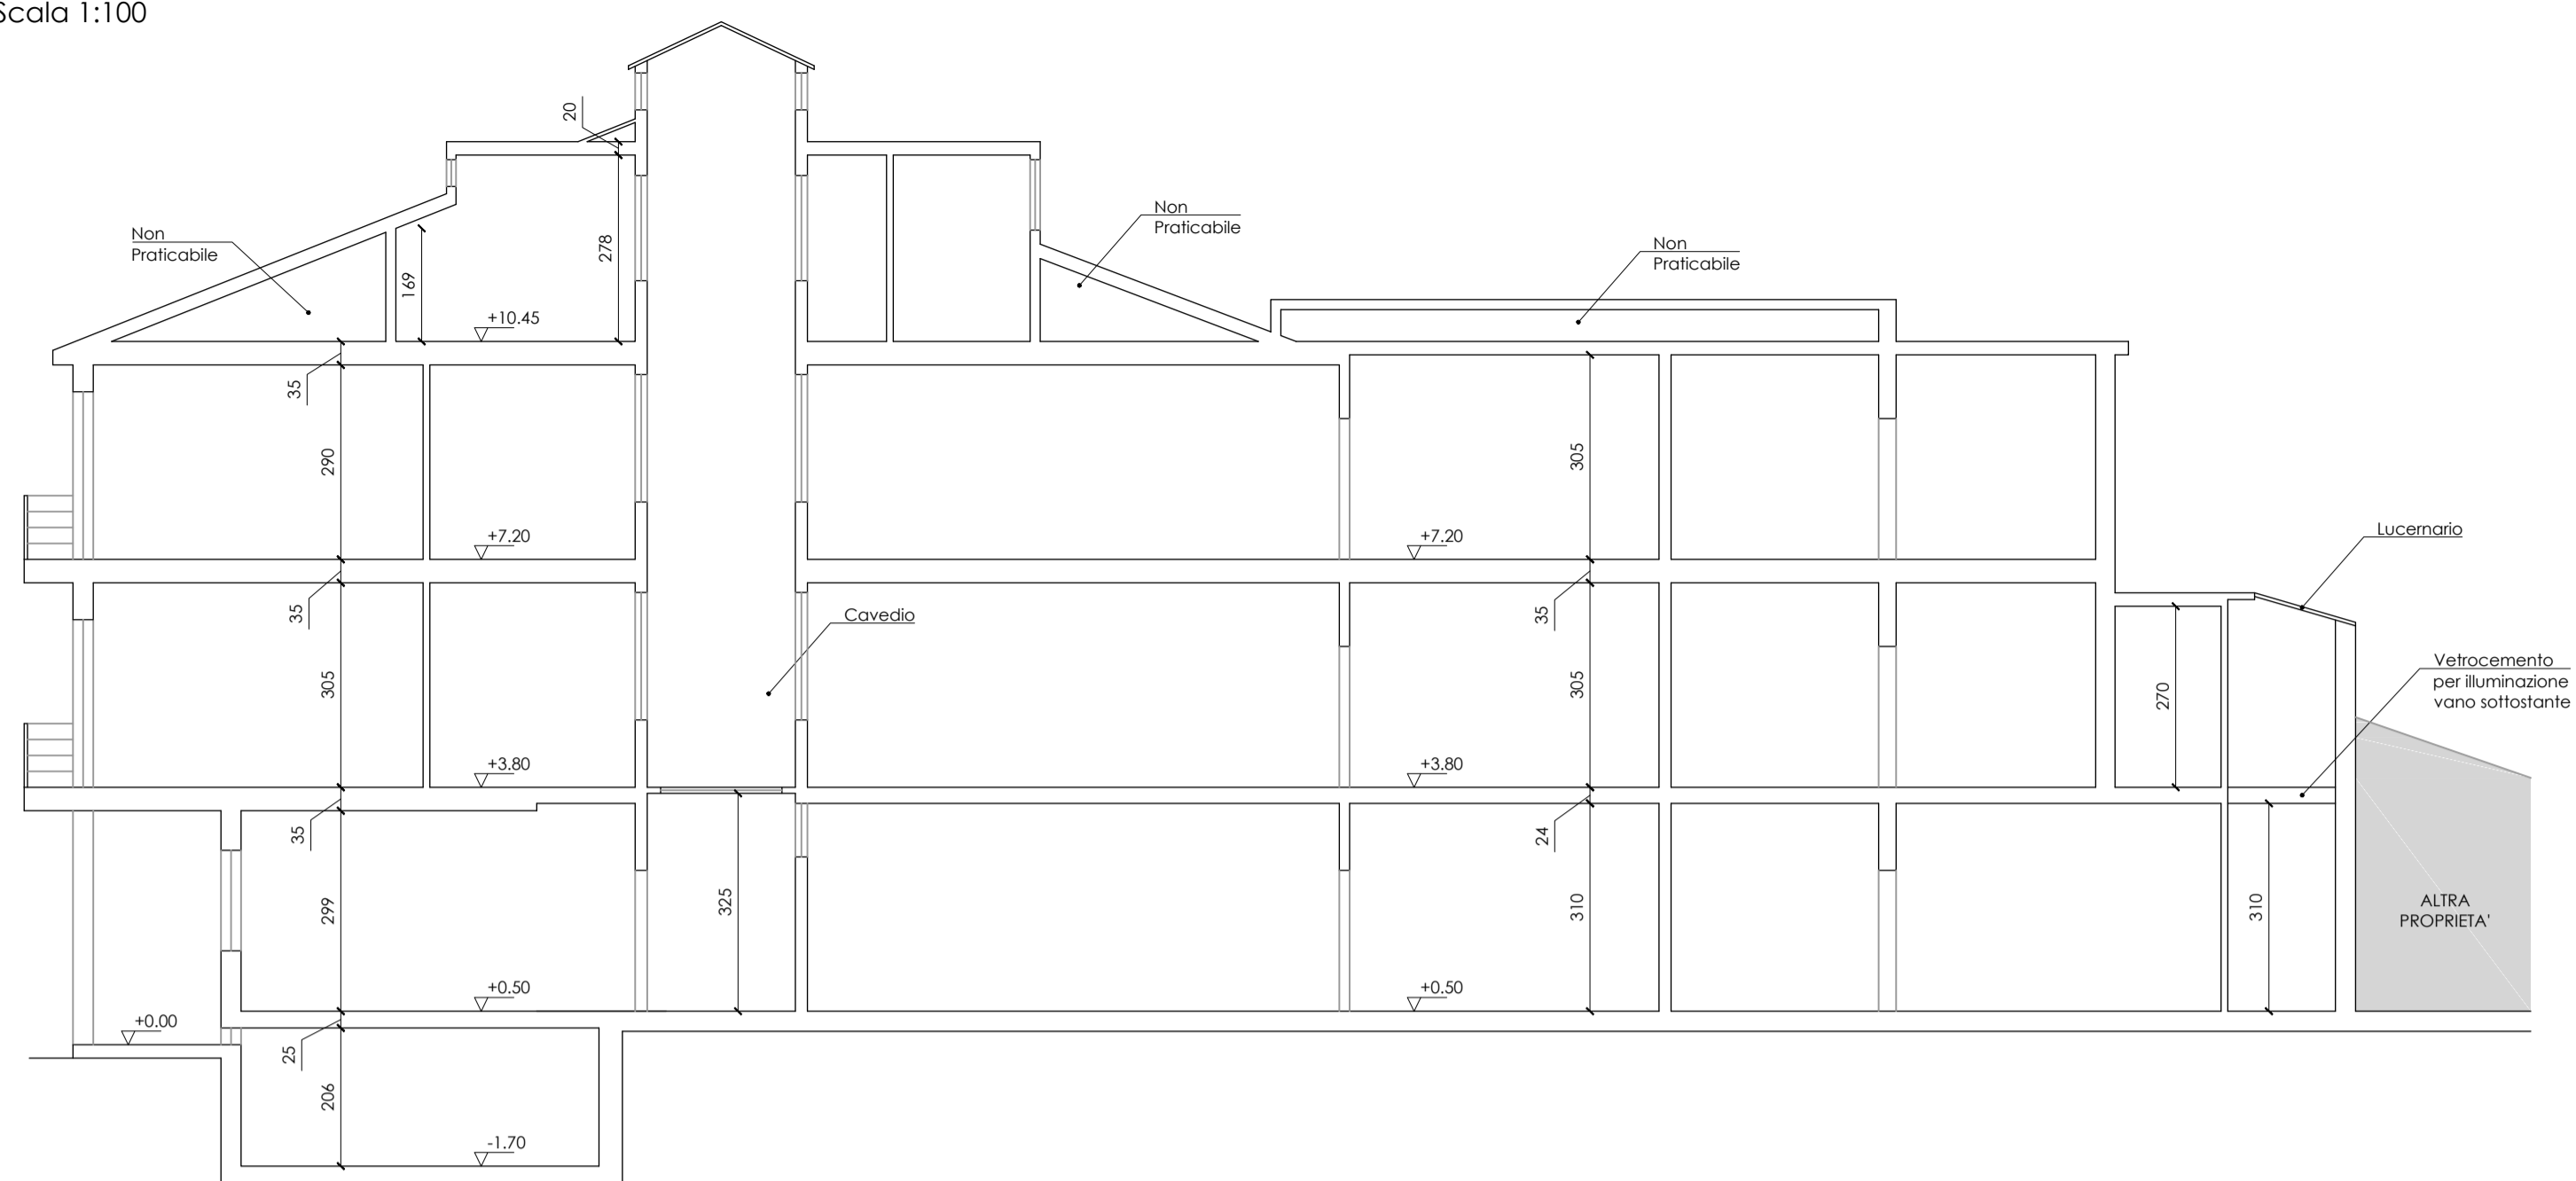 Scala 1:100
20
Non
Praticabile
Non
Praticabile
Non
Praticabile
278
169
+10.45
35
290
305
+7.20
+7.20
Lucernario
35
35
Cavedio
305
305
270
Vetrocemento
per illuminazione
vano sottostante
+3.80
+3.80
35
24
299
325
310
310
ALTRA
PROPRIETA'
+0.50
+0.50
+0.00
25
206
-1.70